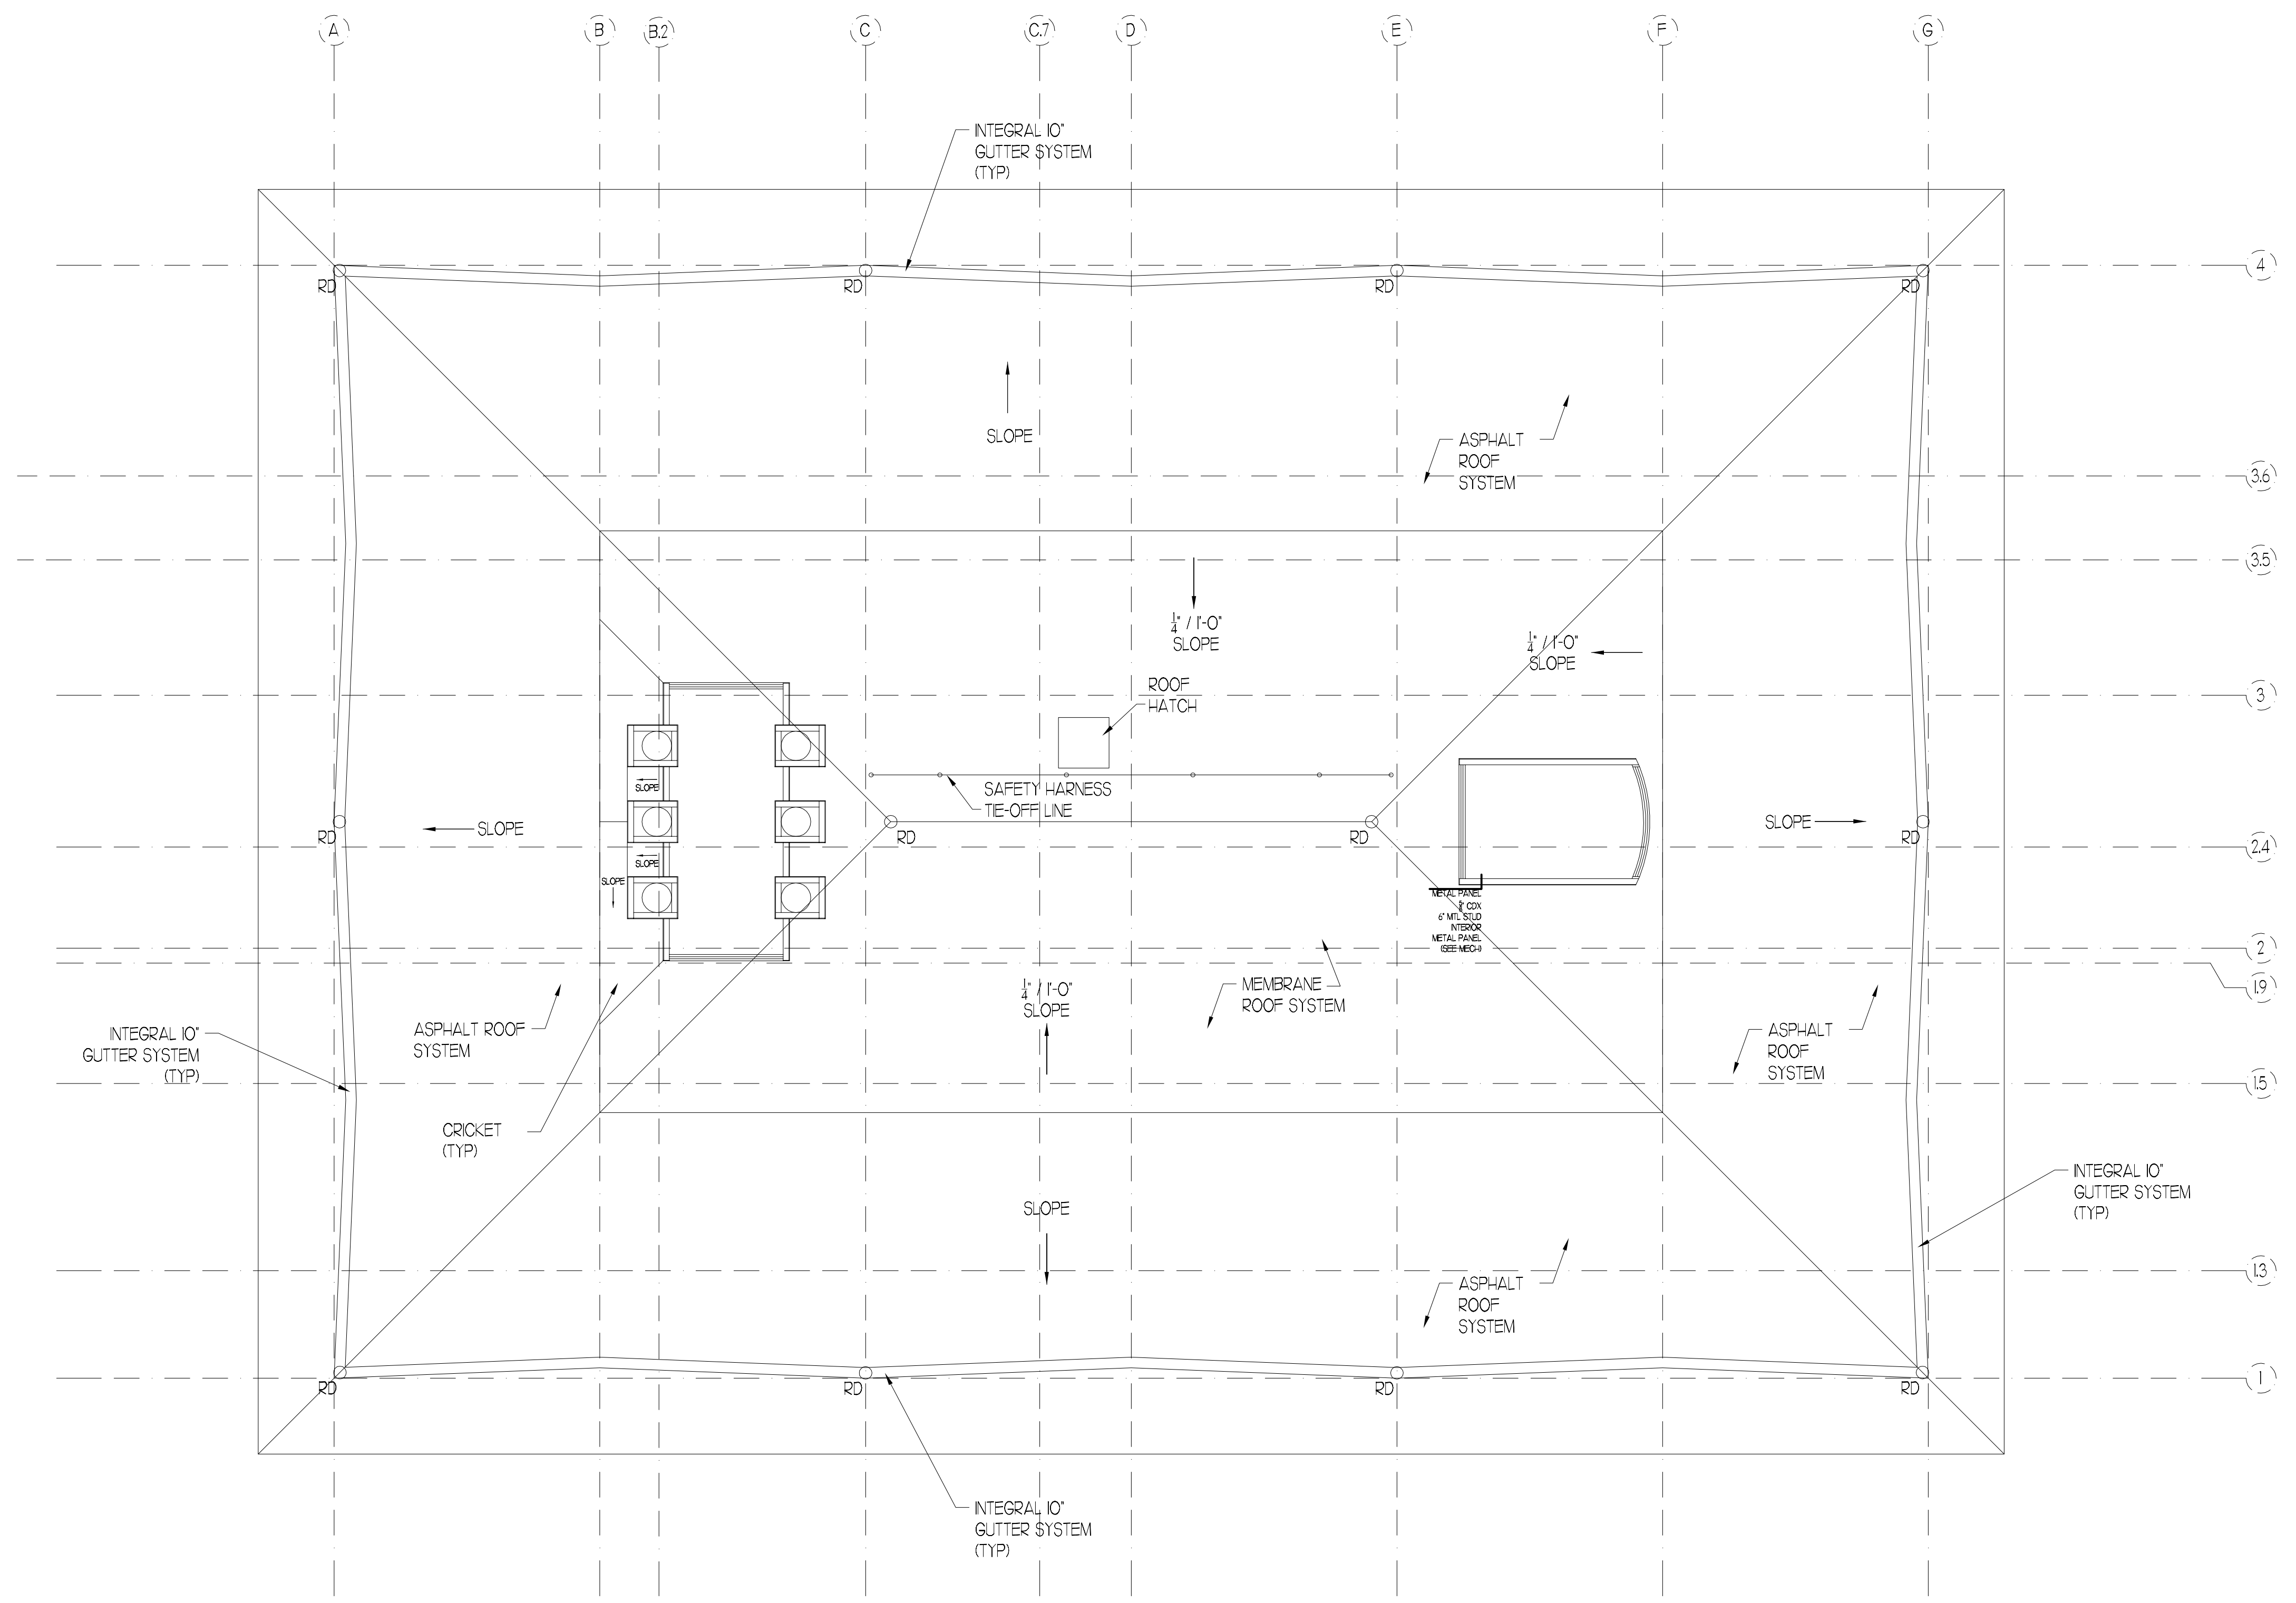 A B B.2 C C.7 D E F G
INTEGRAL 10"
GUTTER SYSTEM
(TYP)
4
RD RD RD RD
SLOPE
ASPHALT
ROOF
SYSTEM
3.6
3.5
1/4" / 1'-0"
SLOPE
1/4" / 1'-0"
SLOPE
3
ROOF
HATCH
SAFETY HARNESS
TIE-OFF LINE
SLOPE
SLOPE
SLOPE
SLOPE
SLOPE
RD RD RD RD
2.4
METAL PANEL
5/8" CDX
6" MTL STUD
INTERIOR
METAL PANEL
(SEE MECH)
2
1.9
1/4" / 1'-0"
SLOPE
MEMBRANE
ROOF SYSTEM
ASPHALT ROOF
SYSTEM
INTEGRAL 10"
GUTTER SYSTEM
(TYP)
ASPHALT
ROOF
SYSTEM
1.5
CRICKET
(TYP)
INTEGRAL 10"
GUTTER SYSTEM
(TYP)
SLOPE
1.3
ASPHALT
ROOF
SYSTEM
1
RD RD RD RD
INTEGRAL 10"
GUTTER SYSTEM
(TYP)